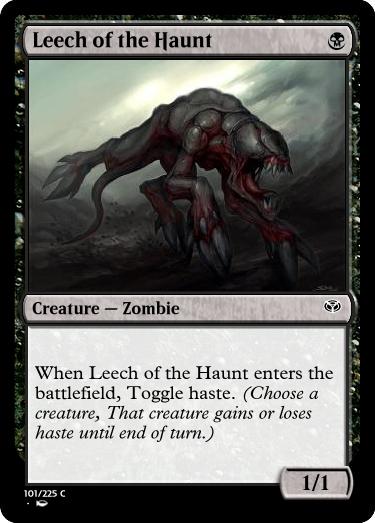 Leech of the Haunt
Creature — Zombie
When Leech of the Haunt enters the
battlefield, Toggle haste. (Choose a
creature, That creature gains or loses
haste until end of turn.)
1/1
101/225 C